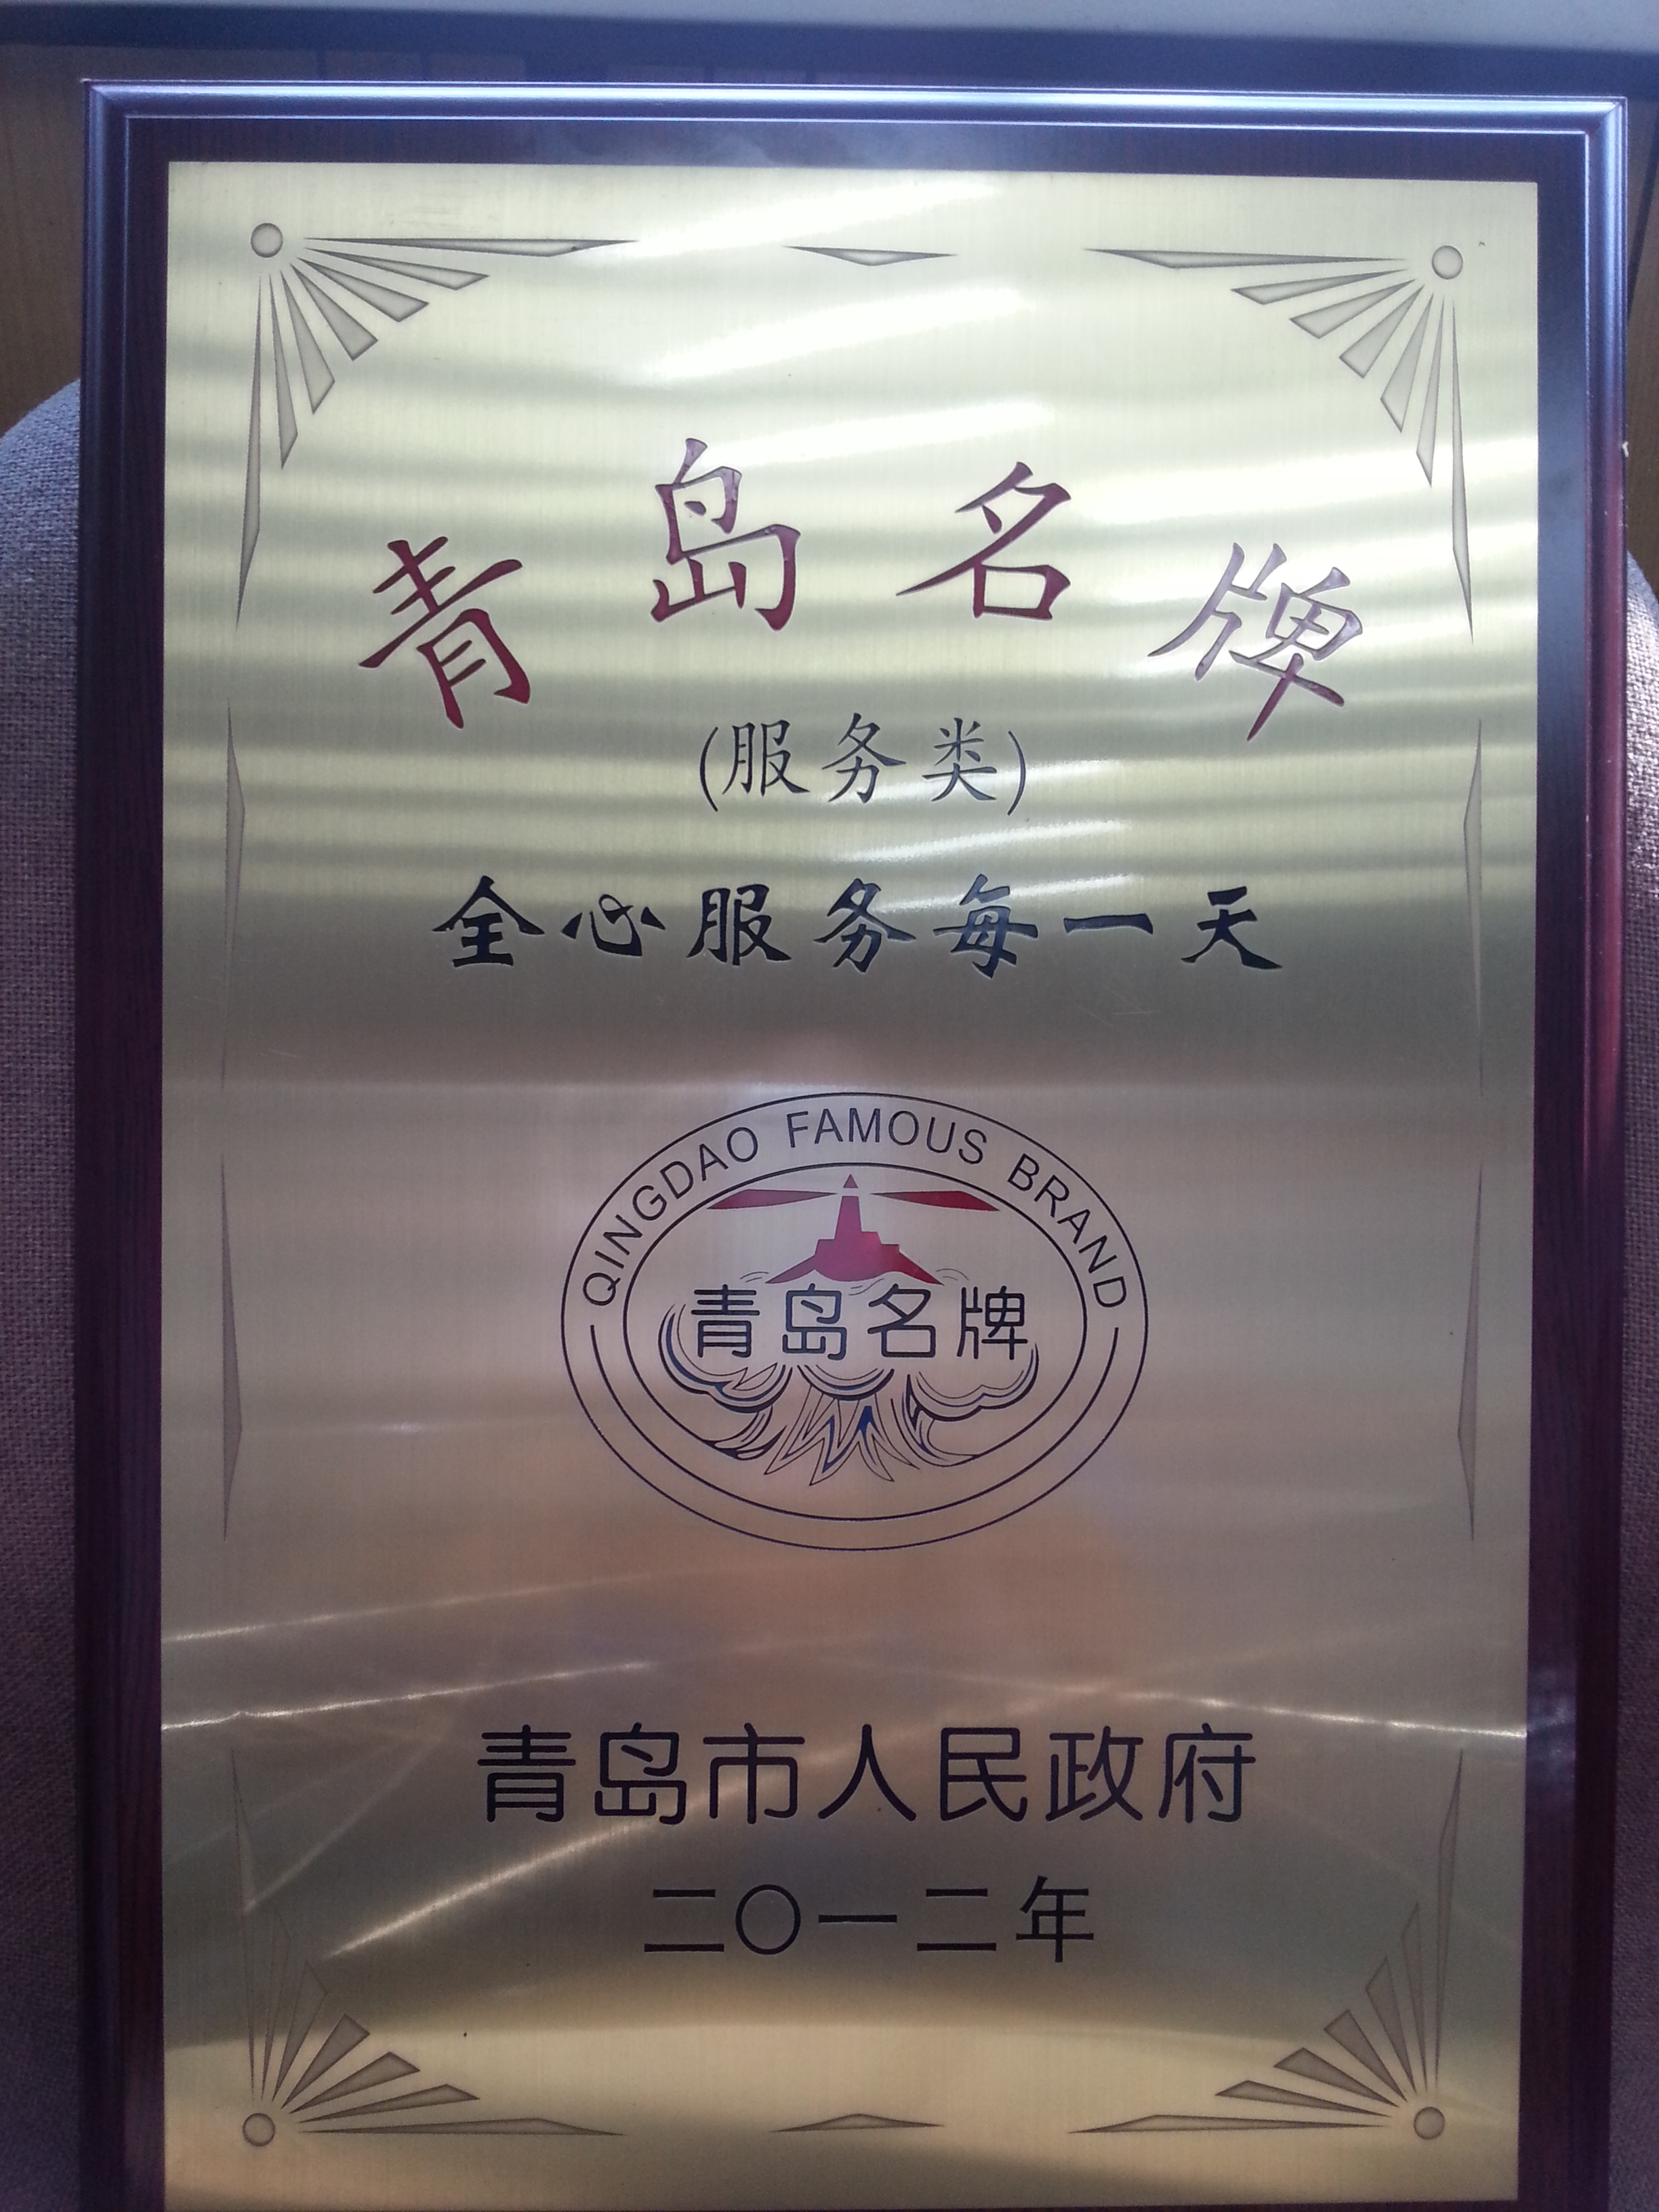 青岛名牌
(服务类)
全心服务每一天
QINGDAO FAMOUS BRAND
青岛名牌
青岛市人民政府
二〇一二年